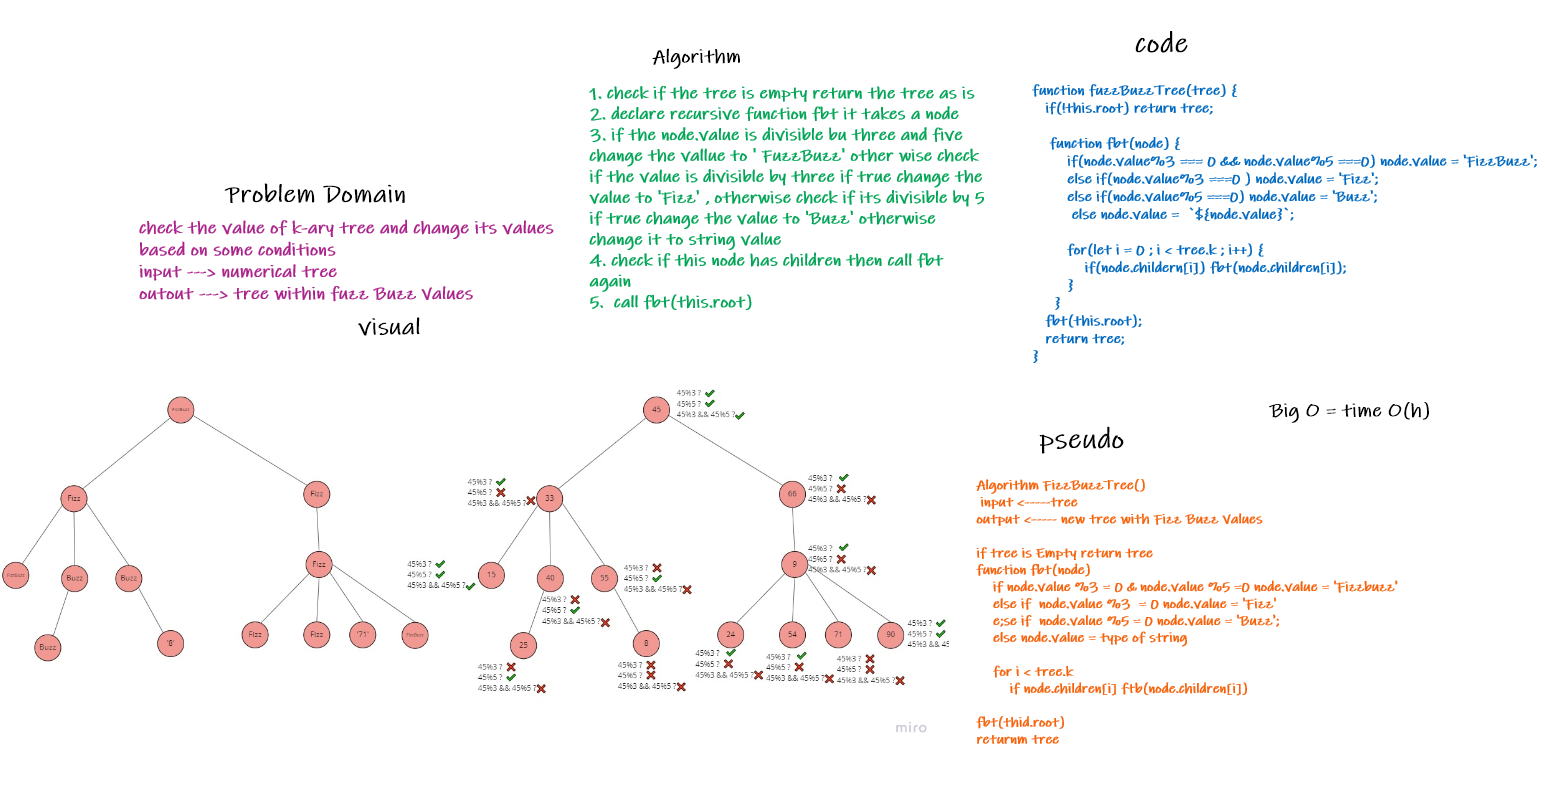 Problem Domain
check the value of k-ary tree and change its values
based on some conditions
input ---> numerical tree
outout ---> tree within fuzz Buzz Values
visual
Algorithm
1. check if the tree is empty return the tree as is
2. declare recursive function fbt it takes a node
3. if the node.value is divisible bu three and five
change the vallue to ' FuzzBuzz' other wise check
if the value is divisible by three if true change the
value to 'Fizz' , otherwise check if its divisible by 5
if true change the value to 'Buzz' otherwise
change it to string value
4. check if this node has children then call fbt
again
5. call fbt(this.root)
code
function fuzzBuzzTree(tree) {
if(!this.root) return tree;
function fbt(node) {
if(node.value%3 === 0 && node.value%5 ===0) node.value = 'FizzBuzz';
else if(node.value%3 ===0 ) node.value = 'Fizz';
else if(node.value%5 ===0) node.value = 'Buzz';
else node.value = `${node.value}`;
for(let i = 0 ; i < tree.k ; i++) {
if(node.childern[i]) fbt(node.children[i]);
}
}
fbt(this.root);
return tree;
}
Big O = time O(h)
pseudo
Algorithm FizzBuzzTree()
input <------tree
output <----- new tree with Fizz Buzz Values
if tree is Empty return tree
function fbt(node)
if node.value %3 = 0 & node.value %5 =0 node.value = 'Fizzbuzz'
else if node.value %3 = 0 node.value = 'Fizz'
e;se if node.value %5 = 0 node.value = 'Buzz';
else node.value = type of string
for i < tree.k
if node.children[i] ftb(node.children[i])
fbt(thid.root)
returnm tree
FizzBuzz
Fizz
Fizz
FizzBuzz
Buzz
Buzz
Fizz
Buzz
'8'
Fizz
Fizz
'71'
FizzBuzz
45
45%3 ?
45%5 ?
45%3 && 45%5 ?
45%3 ?
45%5 ?
45%3 && 45%5 ?
33
66
45%3 ?
45%5 ?
45%3 && 45%5 ?
45%3 ?
45%5 ?
45%3 && 45%5 ?
15
40
45%3 ?
45%5 ?
45%3 && 45%5 ?
55
45%3 ?
45%5 ?
45%3 && 45%5 ?
9
45%3 ?
45%5 ?
45%3 && 45%5 ?
25
45%3 ?
45%5 ?
45%3 && 45%5 ?
8
45%3 ?
45%5 ?
45%3 && 45%5 ?
24
45%3 ?
45%5 ?
45%3 && 45%5 ?
54
45%3 ?
45%5 ?
45%3 && 45%5 ?
71
45%3 ?
45%5 ?
45%3 && 45%5 ?
90
45%3 ?
45%5 ?
45%3 && 45
miro